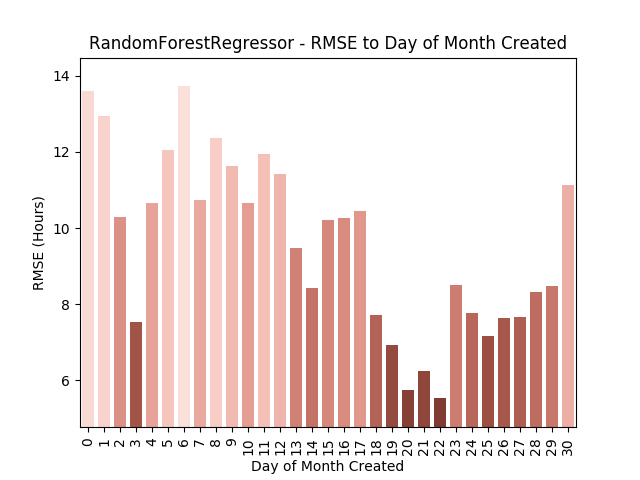 RandomForestRegressor - RMSE to Day of Month Created
14
12
10
8
6
RMSE (Hours)
0 1 2 3 4 5 6 7 8 9 10 11 12 13 14 15 16 17 18 19 20 21 22 23 24 25 26 27 28 29 30
Day of Month Created